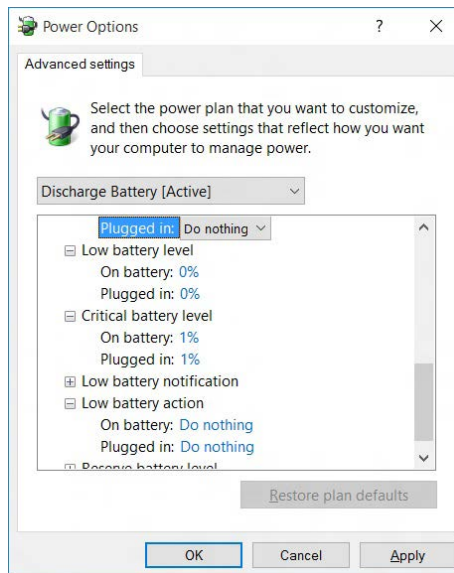 Power Options
Advanced settings
Select the power plan that you want to customize,
and then choose settings that reflect how you want
your computer to manage power.
Discharge Battery [Active]
Plugged in: Do nothing
Low battery level
On battery: 0%
Plugged in: 0%
Critical battery level
On battery: 1%
Plugged in: 1%
Low battery notification
Low battery action
On battery: Do nothing
Plugged in: Do nothing
Reserve battery level
Restore plan defaults
OK Cancel Apply